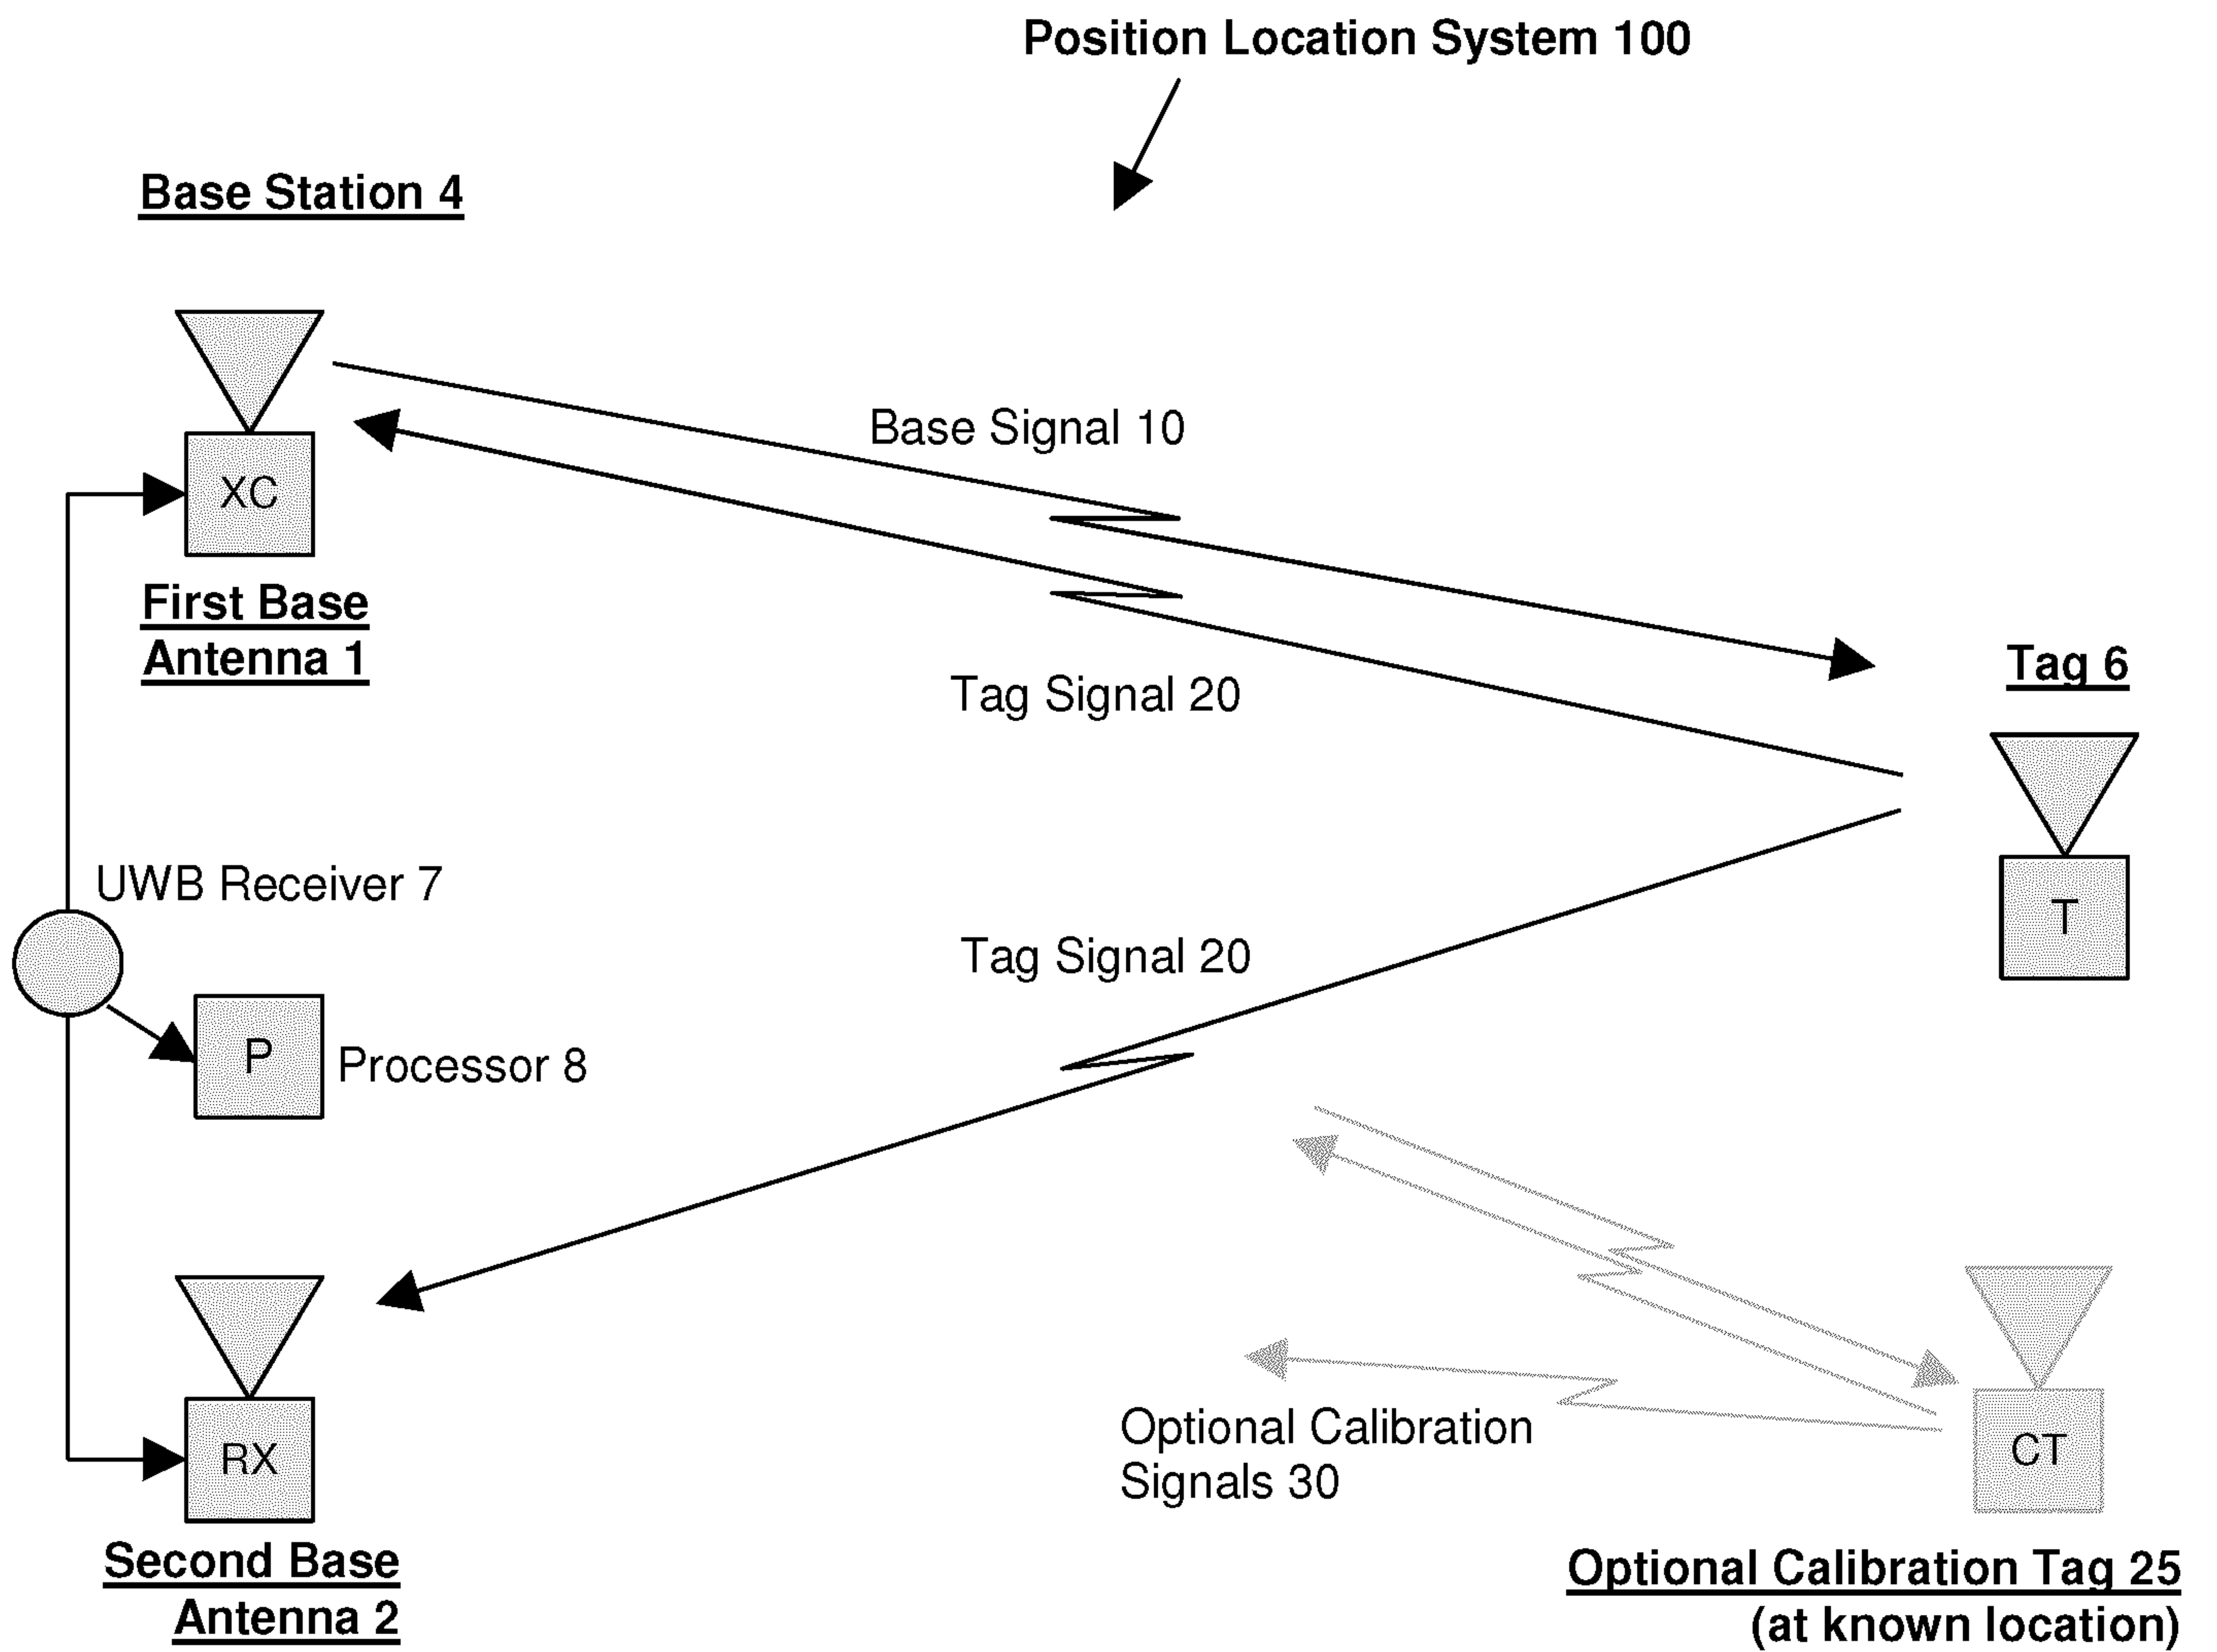 Position Location System 100
Base Station 4
Base Signal 10
XC
First Base
Antenna 1
Tag 6
Tag Signal 20
UWB Receiver 7
T
Tag Signal 20
P
Processor 8
Optional Calibration
Signals 30
RX
CT
Second Base
Antenna 2
Optional Calibration Tag 25
(at known location)